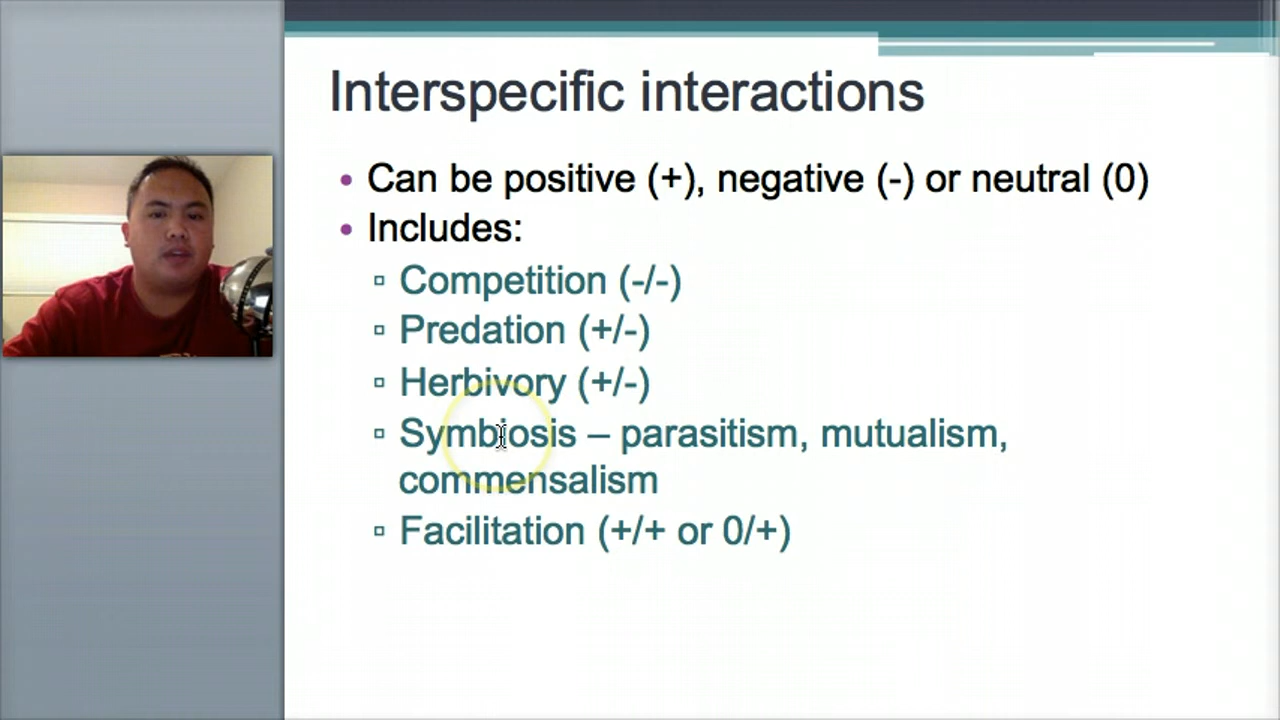 Interspecific interactions
• Can be positive (+), negative (-) or neutral (0)
• Includes:
▫ Competition (-/-)
▫ Predation (+/-)
▫ Herbivory (+/-)
▫ Symbiosis – parasitism, mutualism,
commensalism
▫ Facilitation (+/+ or 0/+)